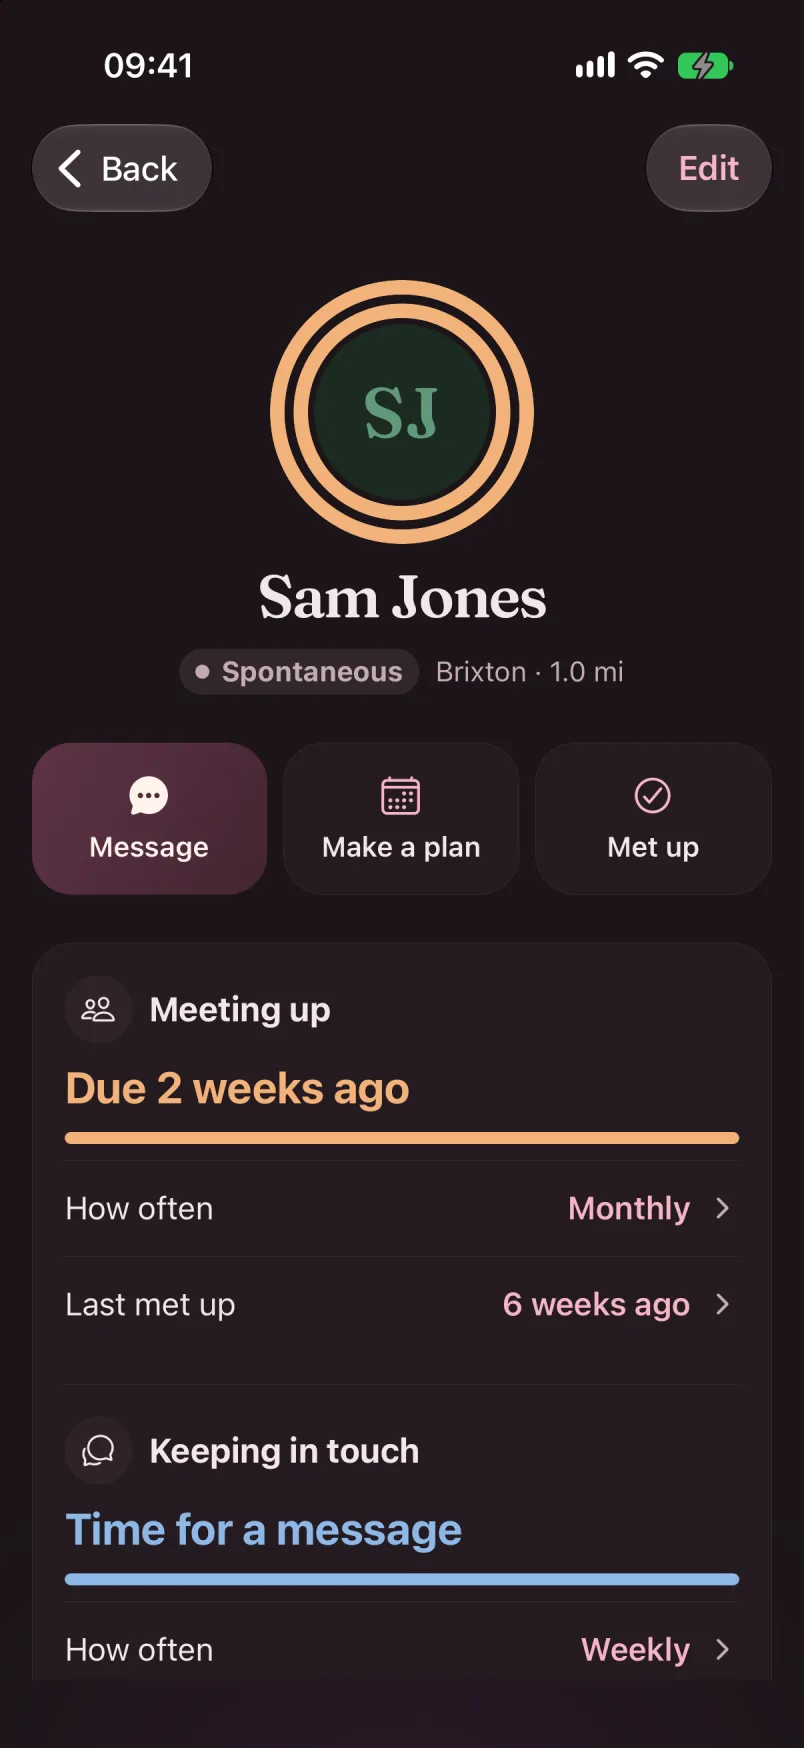 09:41
Back
Edit
SJ
Sam Jones
Spontaneous Brixton · 1.0 mi
Message
Make a plan
Met up
Meeting up
Due 2 weeks ago
How often Monthly
Last met up 6 weeks ago
Keeping in touch
Time for a message
How often Weekly